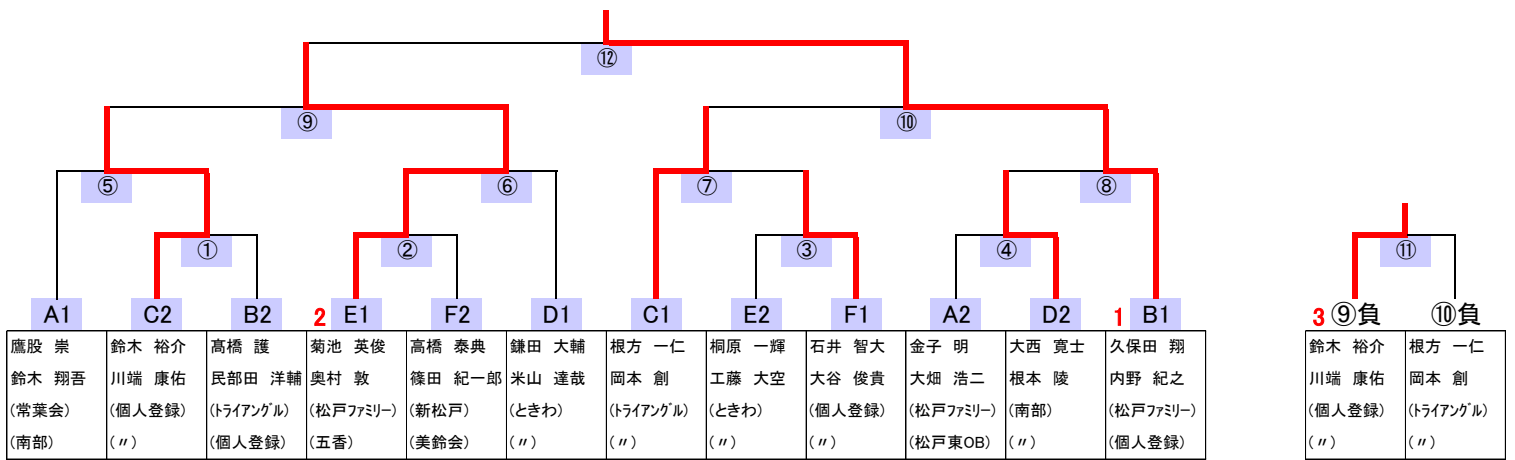 ⑫
⑨ ⑩
⑤ ⑥ ⑦ ⑧
① ② ③ ④ ⑪
A1 C2 B2 2 E1 F2 D1 C1 E2 F1 A2 D2 1 B1 3 ⑨負 ⑩負
鷹股 崇 鈴木 裕介 髙橋 護 菊池 英俊 高橋 泰典 鎌田 大輔 根方 一仁 桐原 一輝 石井 智大 金子 明 大西 寛士 久保田 翔 鈴木 裕介 根方 一仁
鈴木 翔吾 川端 康佑 民部田 洋輔 奥村 敦 篠田 紀一郎 米山 達哉 岡本 創 工藤 大空 大谷 俊貴 大畑 浩二 根本 陵 内野 紀之 川端 康佑 岡本 創
(常葉会) (個人登録) (ﾄﾗｲｱﾝｸﾞﾙ) (松戸ﾌｧﾐﾘｰ) (新松戸) (ときわ) (ﾄﾗｲｱﾝｸﾞﾙ) (ときわ) (個人登録) (松戸ﾌｧﾐﾘｰ) (南部) (松戸ﾌｧﾐﾘｰ) (個人登録) (ﾄﾗｲｱﾝｸﾞﾙ)
(南部) (〃) (個人登録) (五香) (美鈴会) (〃) (〃) (〃) (〃) (松戸東OB) (〃) (個人登録) (〃) (〃)